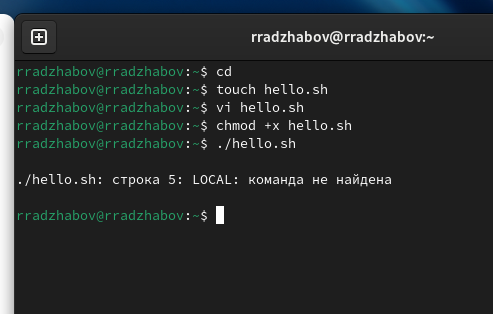 rradzhabov@rradzhabov:~
rradzhabov@rradzhabov:~$ cd
rradzhabov@rradzhabov:~$ touch hello.sh
rradzhabov@rradzhabov:~$ vi hello.sh
rradzhabov@rradzhabov:~$ chmod +x hello.sh
rradzhabov@rradzhabov:~$ ./hello.sh
./hello.sh: строка 5: LOCAL: команда не найдена
rradzhabov@rradzhabov:~$